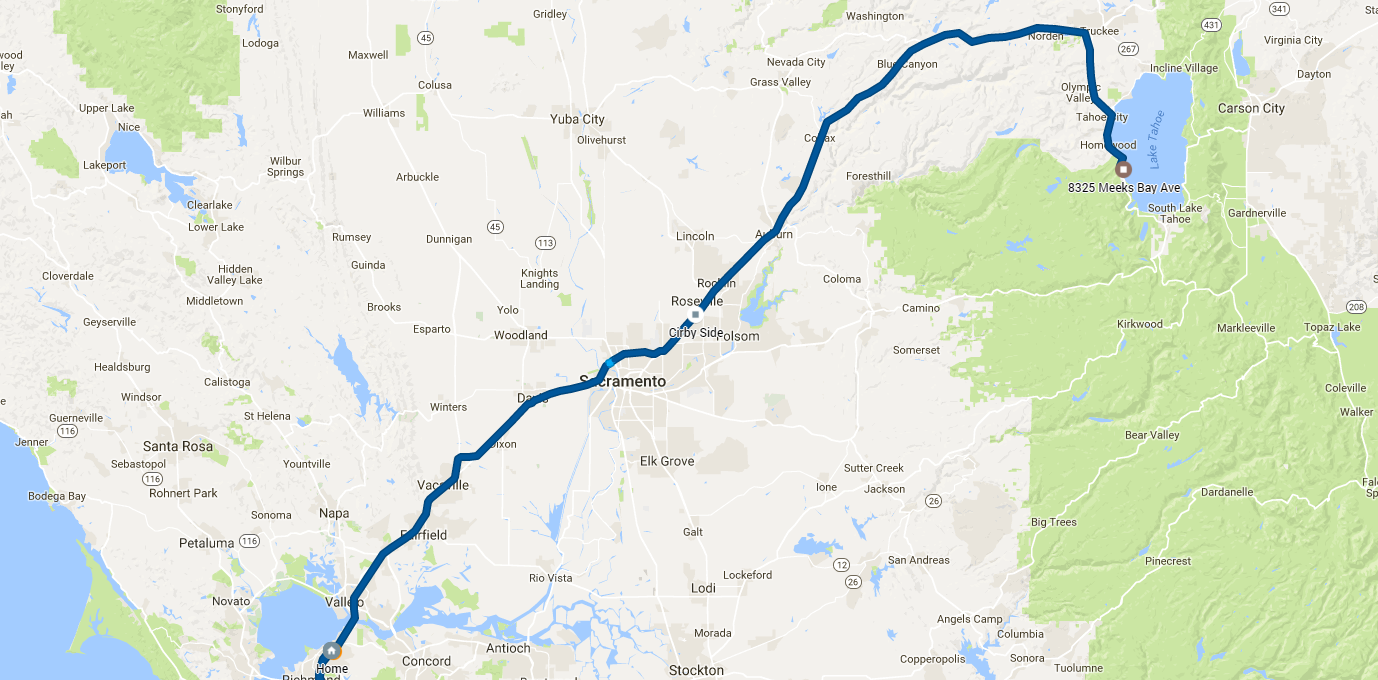 Stonyford
Gridley
Washington
431
341
Lodoga
45
Norden
Truckee
Virginia City
Maxwell
267
Nevada City
Blue Canyon
Incline Village
Colusa
Grass Valley
Dayton
Olympic
Valley
Upper Lake
Williams
Yuba City
Carson City
Nice
Tahoe City
Olivehurst
Colfax
Homewood
Lake Tahoe
Lakeport
Wilbur
Springs
Arbuckle
Foresthill
8325 Meeks Bay Ave
Clearlake
South Lake
Tahoe
Gardnerville
Lower Lake
45
Rumsey
Dunnigan
113
Lincoln
Auburn
Guinda
Cloverdale
Hidden
Valley Lake
Knights
Landing
Rocklin
Coloma
208
Middletown
Brooks
Yolo
Roseville
Camino
Geyserville
Esparto
Woodland
Cirby Side
Folsom
Kirkwood
Markleeville
Topaz Lake
Somerset
Healdsburg
Calistoga
Sacramento
Coleville
Windsor
Winters
Davis
Walker
Guerneville
St Helena
116
Jenner
Santa Rosa
Dixon
Bear Valley
Sebastopol
Yountville
Elk Grove
116
Sutter Creek
Vacaville
Rohnert Park
Ione
Jackson
Dardanelle
Bodega Bay
26
Sonoma
Napa
Big Trees
Petaluma
116
Fairfield
Galt
San Andreas
Pinecrest
12
26
Rio Vista
Lockeford
Lodi
Novato
Vallejo
Angels Camp
Morada
Columbia
Antioch
Concord
Copperopolis
Sonora
Home
Stockton
Tuolumne
Richmond